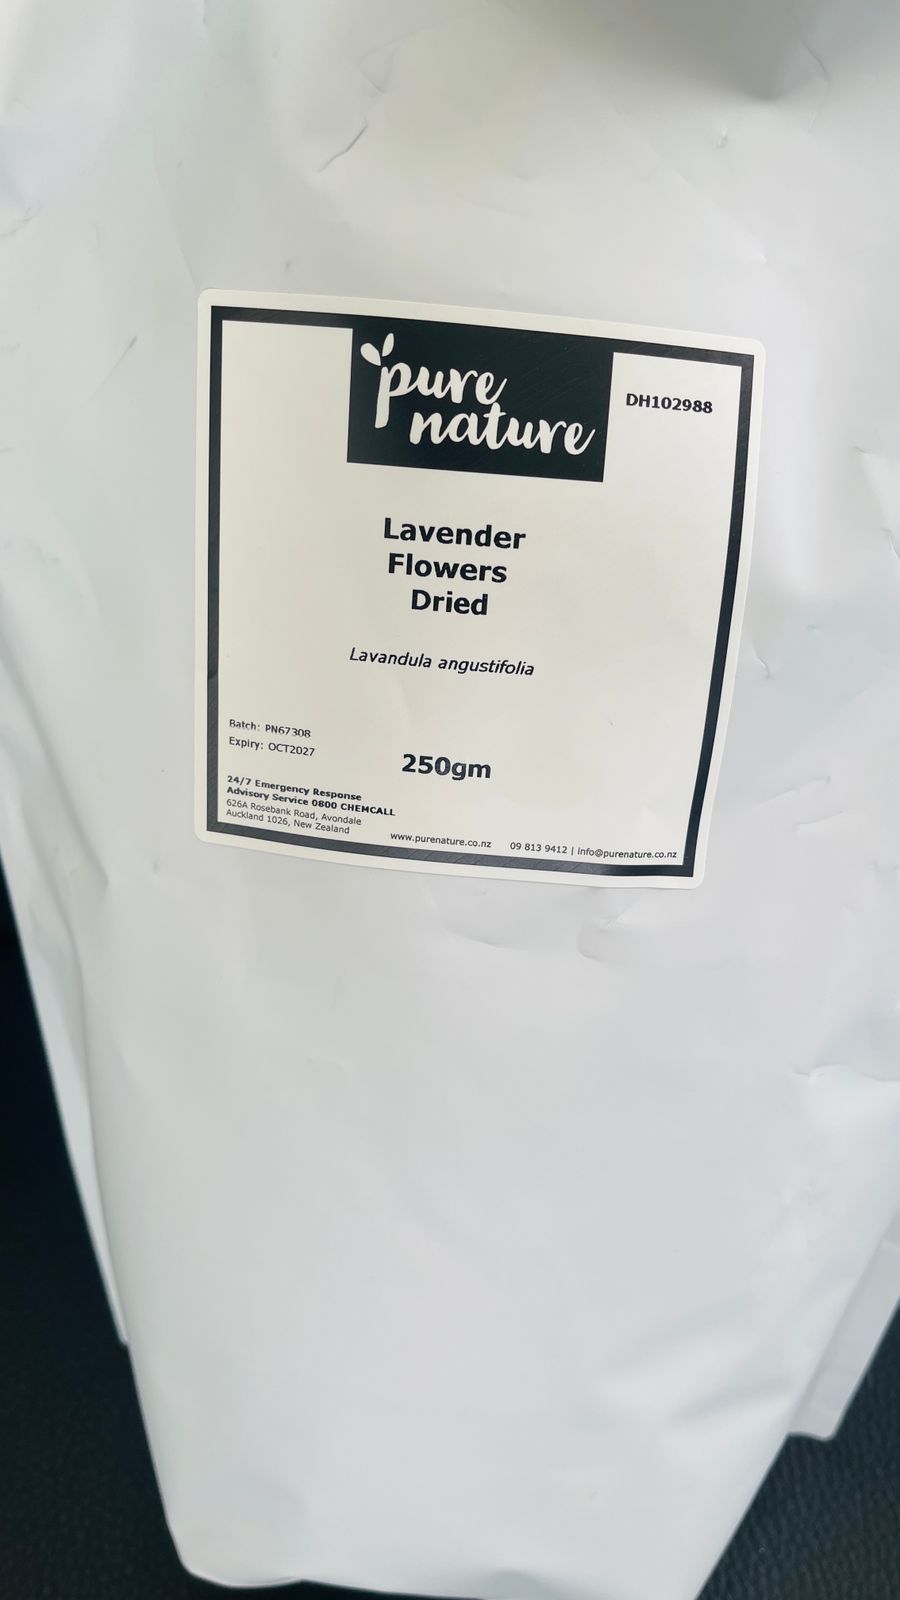 pure
nature
DH102988
Lavender
Flowers
Dried
Lavandula angustifolia
Batch: PN67308
Expiry: OCT2027
250gm
24/7 Emergency Response
Advisory Service 0800 CHEMCALL
626A Rosebank Road, Avondale
Auckland 1026, New Zealand
www.purenature.co.nz 09 813 9412 | info@purenature.co.nz